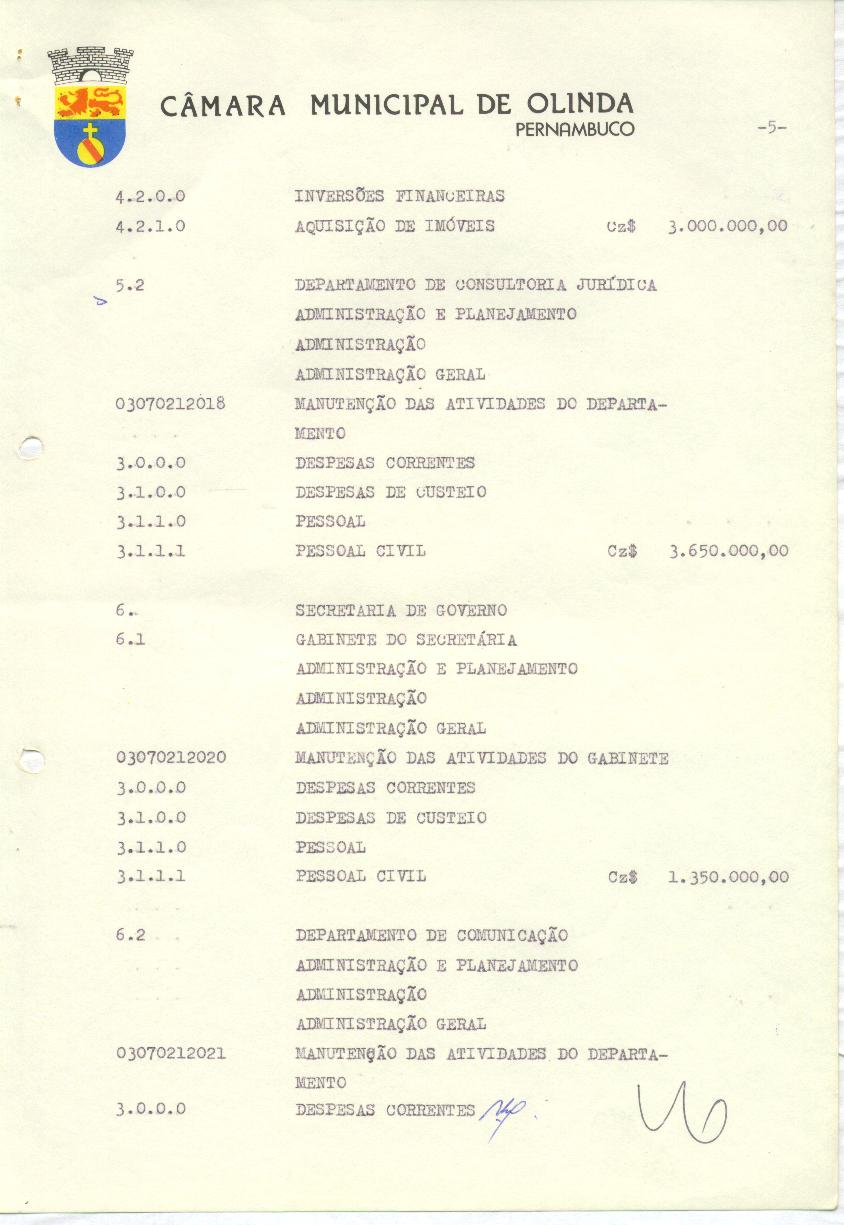 CÂMARA MUNICIPAL DE OLINDA
PERNAMBUCO
-5-
4.2.0.0 INVERSÕES FINANCEIRAS
4.2.1.0 AQUISIÇÃO DE IMÓVEIS Cz$ 3.000.000,00
5.2 DEPARTAMENTO DE CONSULTORIA JURÍDICA
ADMINISTRAÇÃO E PLANEJAMENTO
ADMINISTRAÇÃO
ADMINISTRAÇÃO GERAL
03070212018 MANUTENÇÃO DAS ATIVIDADES DO DEPARTA-
MENTO
3.0.0.0 DESPESAS CORRENTES
3.1.0.0 DESPESAS DE CUSTEIO
3.1.1.0 PESSOAL
3.1.1.1 PESSOAL CIVIL Cz$ 3.650.000,00
6. SECRETARIA DE GOVERNO
6.1 GABINETE DO SECRETÁRIA
ADMINISTRAÇÃO E PLANEJAMENTO
ADMINISTRAÇÃO
ADMINISTRAÇÃO GERAL
03070212020 MANUTENÇÃO DAS ATIVIDADES DO GABINETE
3.0.0.0 DESPESAS CORRENTES
3.1.0.0 DESPESAS DE CUSTEIO
3.1.1.0 PESSOAL
3.1.1.1 PESSOAL CIVIL Cz$ 1.350.000,00
6.2 DEPARTAMENTO DE COMUNICAÇÃO
ADMINISTRAÇÃO E PLANEJAMENTO
ADMINISTRAÇÃO
ADMINISTRAÇÃO GERAL
03070212021 MANUTENÇÃO DAS ATIVIDADES DO DEPARTA-
MENTO
3.0.0.0 DESPESAS CORRENTES